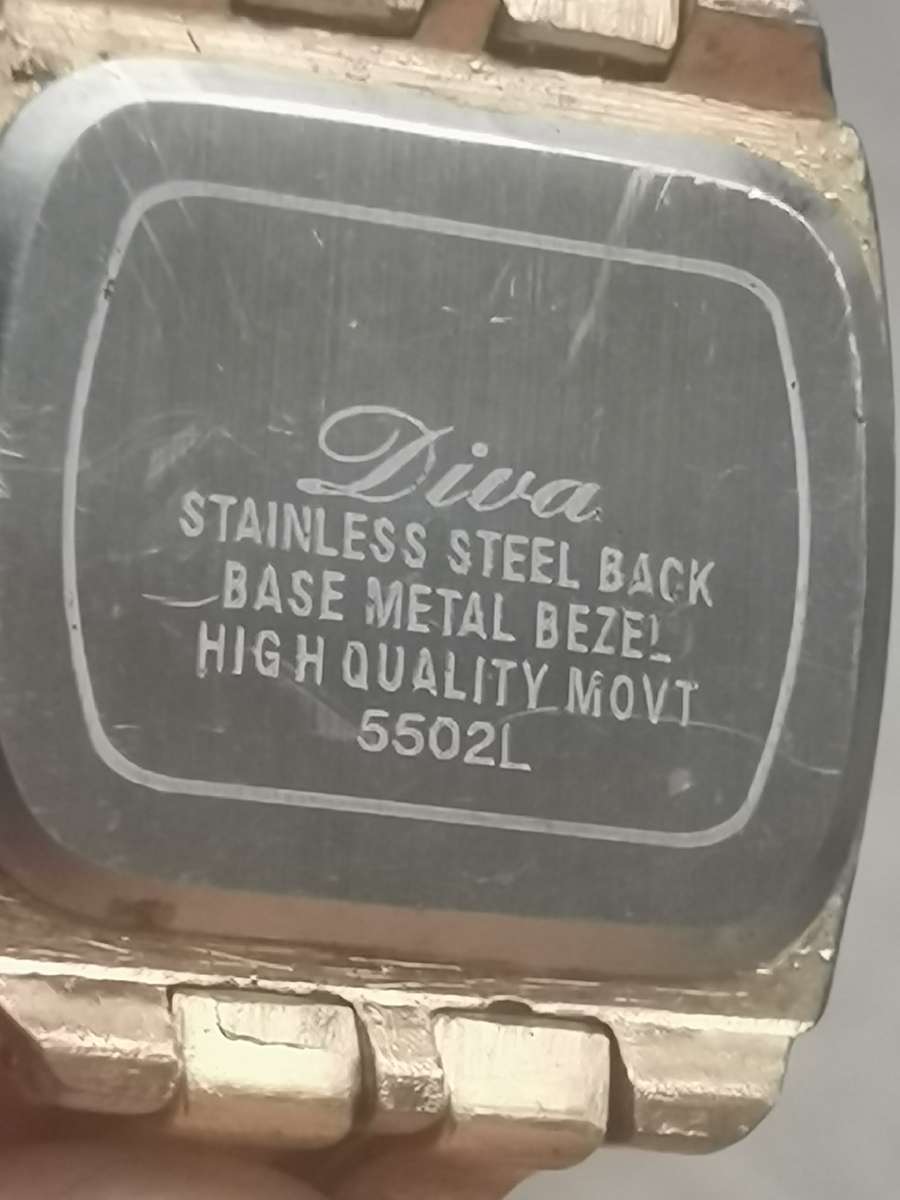 Diva
STAINLESS STEEL BACK
BASE METAL BEZEL
HIGH QUALITY MOVT
5502L